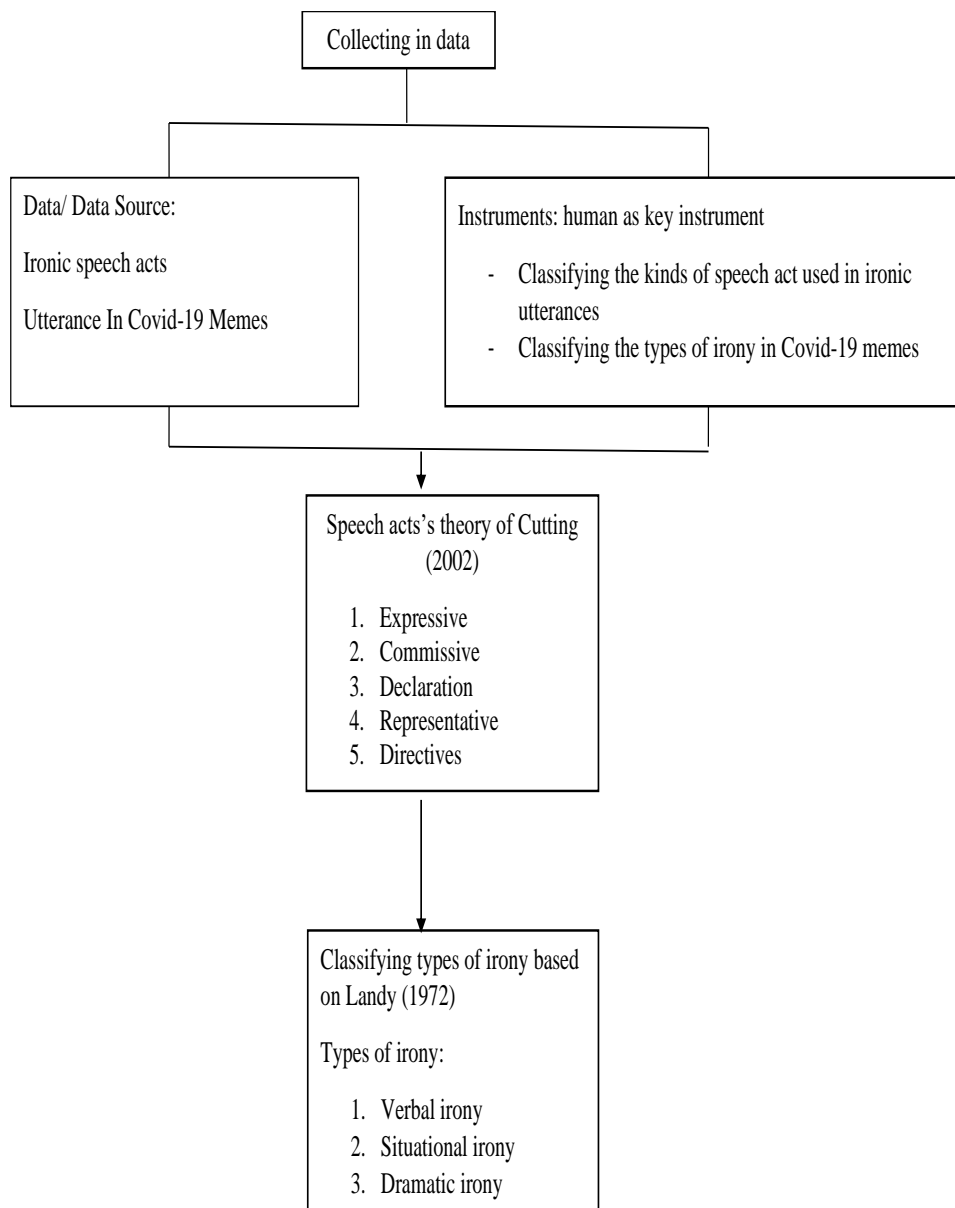 Collecting in data
Data/ Data Source:
Ironic speech acts
Utterance In Covid-19 Memes
Instruments: human as key instrument
- Classifying the kinds of speech act used in ironic
utterances
- Classifying the types of irony in Covid-19 memes
Speech acts’s theory of Cutting
(2002)
1. Expressive
2. Commissive
3. Declaration
4. Representative
5. Directives
Classifying types of irony based
on Landy (1972)
Types of irony:
1. Verbal irony
2. Situational irony
3. Dramatic irony